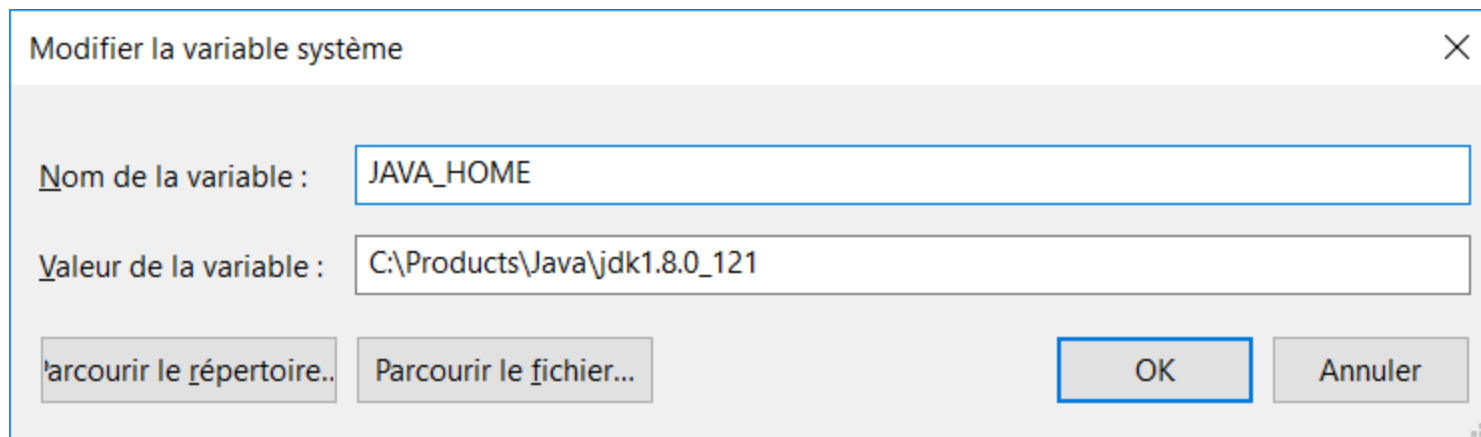 Modifier la variable système
Nom de la variable : JAVA_HOME
Valeur de la variable : C:\Products\Java\jdk1.8.0_121
arcourir le répertoire.. Parcourir le fichier... OK Annuler